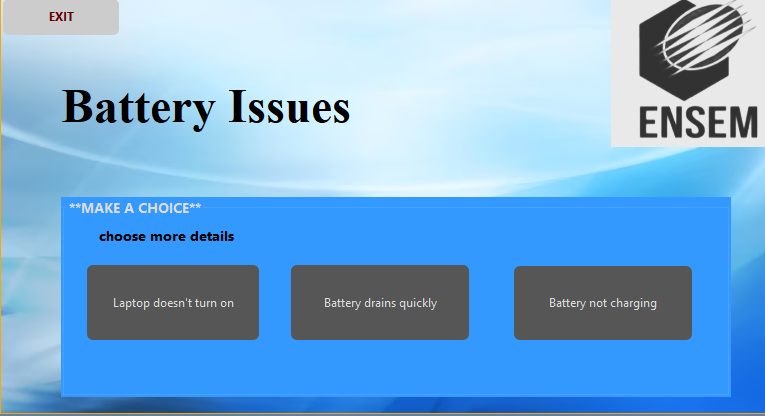 EXIT
ENSEM
Battery Issues
**MAKE A CHOICE**
choose more details
Laptop doesn't turn on
Battery drains quickly
Battery not charging